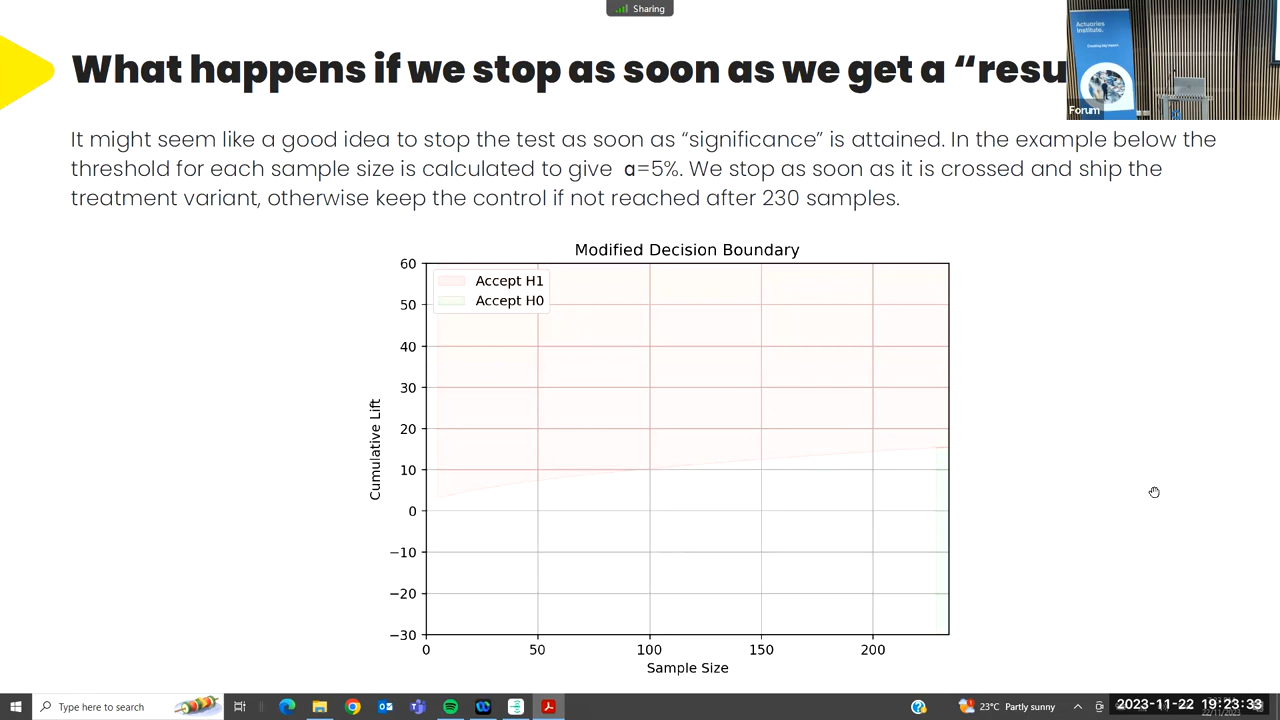 Sharing
What happens if we stop as soon as we get a “resu
Actuaries
Institute.
Forum
It might seem like a good idea to stop the test as soon as “significance” is attained. In the example below the
threshold for each sample size is calculated to give α=5%. We stop as soon as it is crossed and ship the
treatment variant, otherwise keep the control if not reached after 230 samples.
Modified Decision Boundary
Accept H1
Accept H0
60
50
40
30
20
10
0
−10
−20
−30
Cumulative Lift
0 50 100 150 200
Sample Size
Type here to search
23°C Partly sunny
2023-11-22 19:23:33